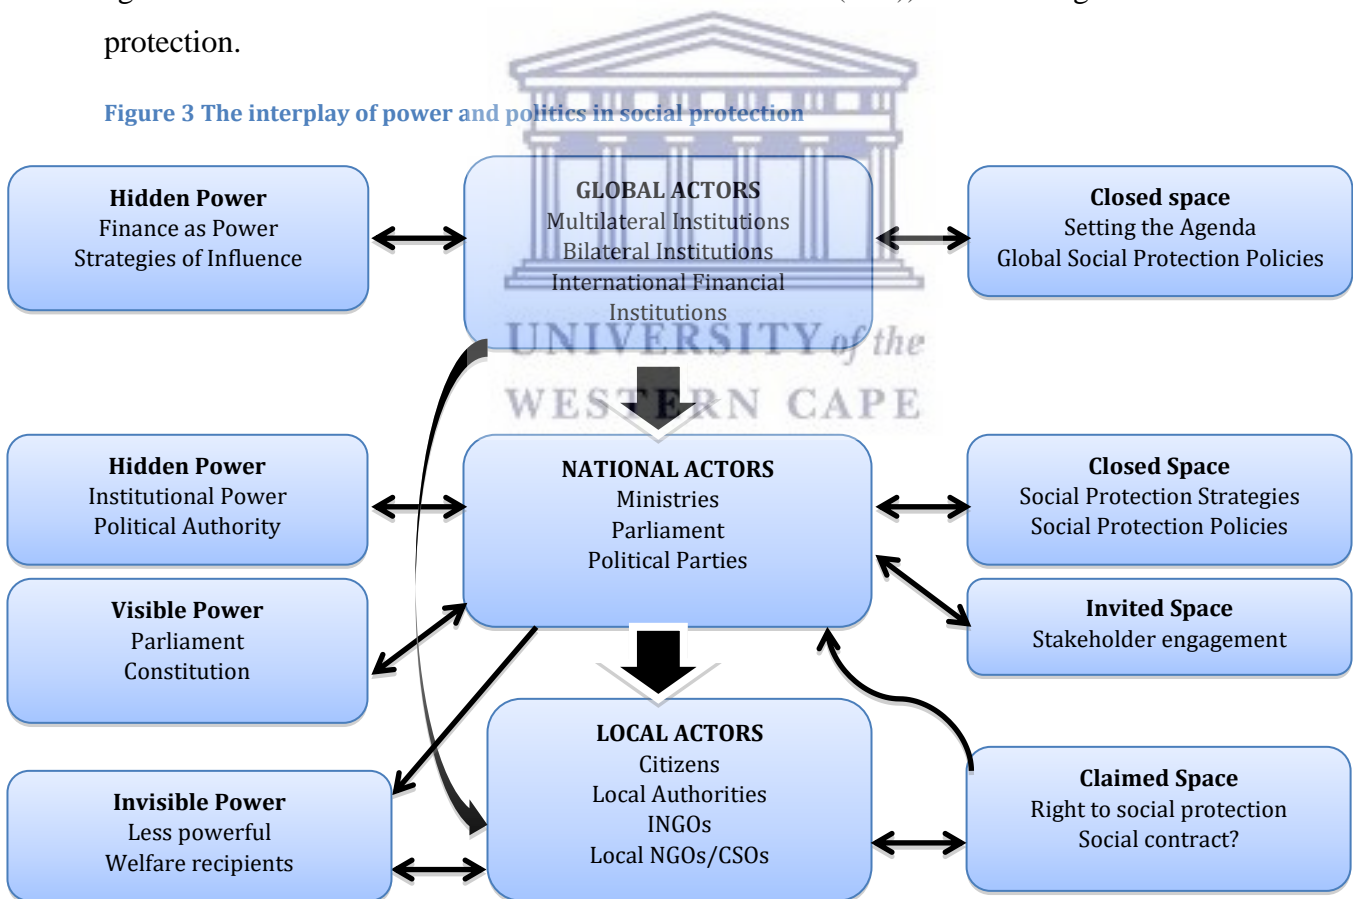 protection.
Figure 3 The interplay of power and politics in social protection
Hidden Power
Finance as Power
Strategies of Influence
GLOBAL ACTORS
Multilateral Institutions
Bilateral Institutions
International Financial
Institutions
Closed space
Setting the Agenda
Global Social Protection Policies
UNIVERSITY of the
WESTERN CAPE
Hidden Power
Institutional Power
Political Authority
NATIONAL ACTORS
Ministries
Parliament
Political Parties
Closed Space
Social Protection Strategies
Social Protection Policies
Visible Power
Parliament
Constitution
Invited Space
Stakeholder engagement
LOCAL ACTORS
Citizens
Local Authorities
INGOs
Local NGOs/CSOs
Invisible Power
Less powerful
Welfare recipients
Claimed Space
Right to social protection
Social contract?